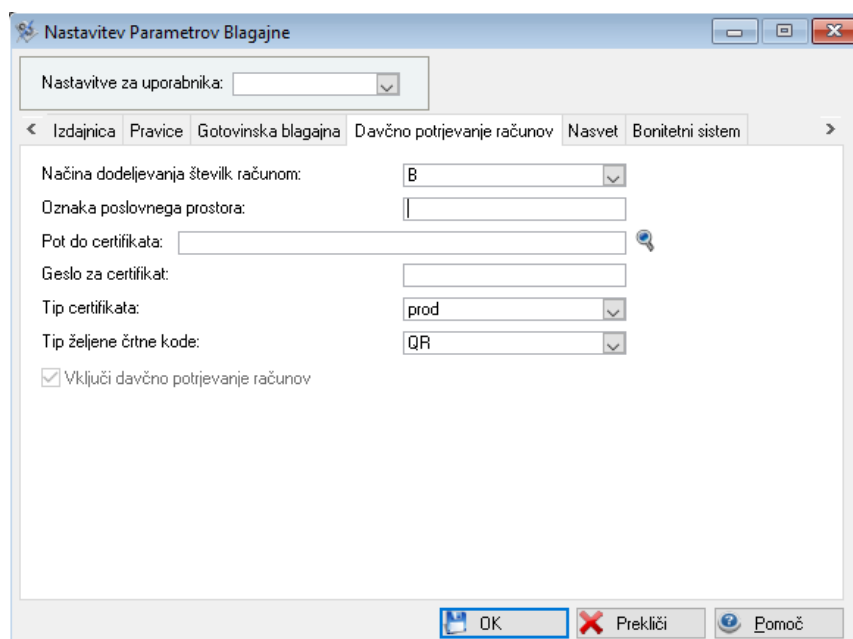 Nastavitev Parametrov Blagajne
Nastavitve za uporabnika:
Izdajnica Pravice Gotovinska blagajna Davčno potrjevanje računov Nasvet Bonitetni sistem
Načina dodeljevanja številk računom: B
Oznaka poslovnega prostora:
Pot do certifikata:
Geslo za certifikat:
Tip certifikata: prod
Tip željene črtne kode: QR
Vključi davčno potrjevanje računov
OK Prekliči Pomoč